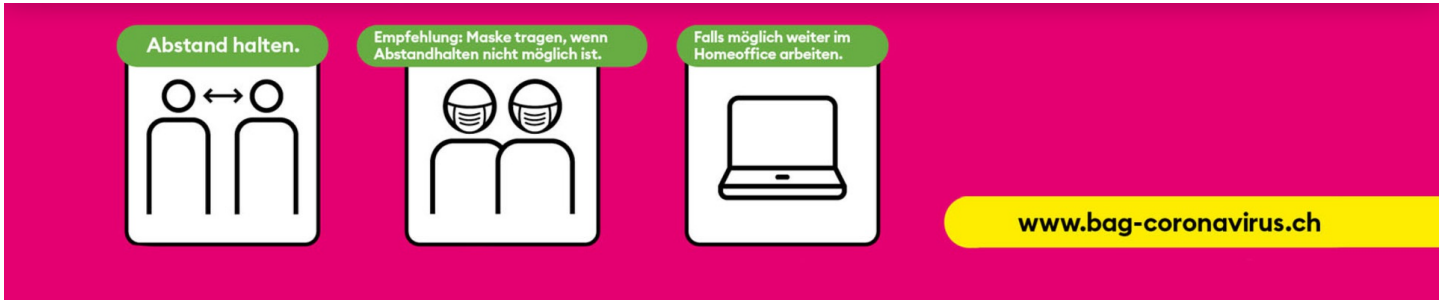 Abstand halten.
Empfehlung: Maske tragen, wenn
Abstandhalten nicht möglich ist.
Falls möglich weiter im
Homeoffice arbeiten.
www.bag-coronavirus.ch